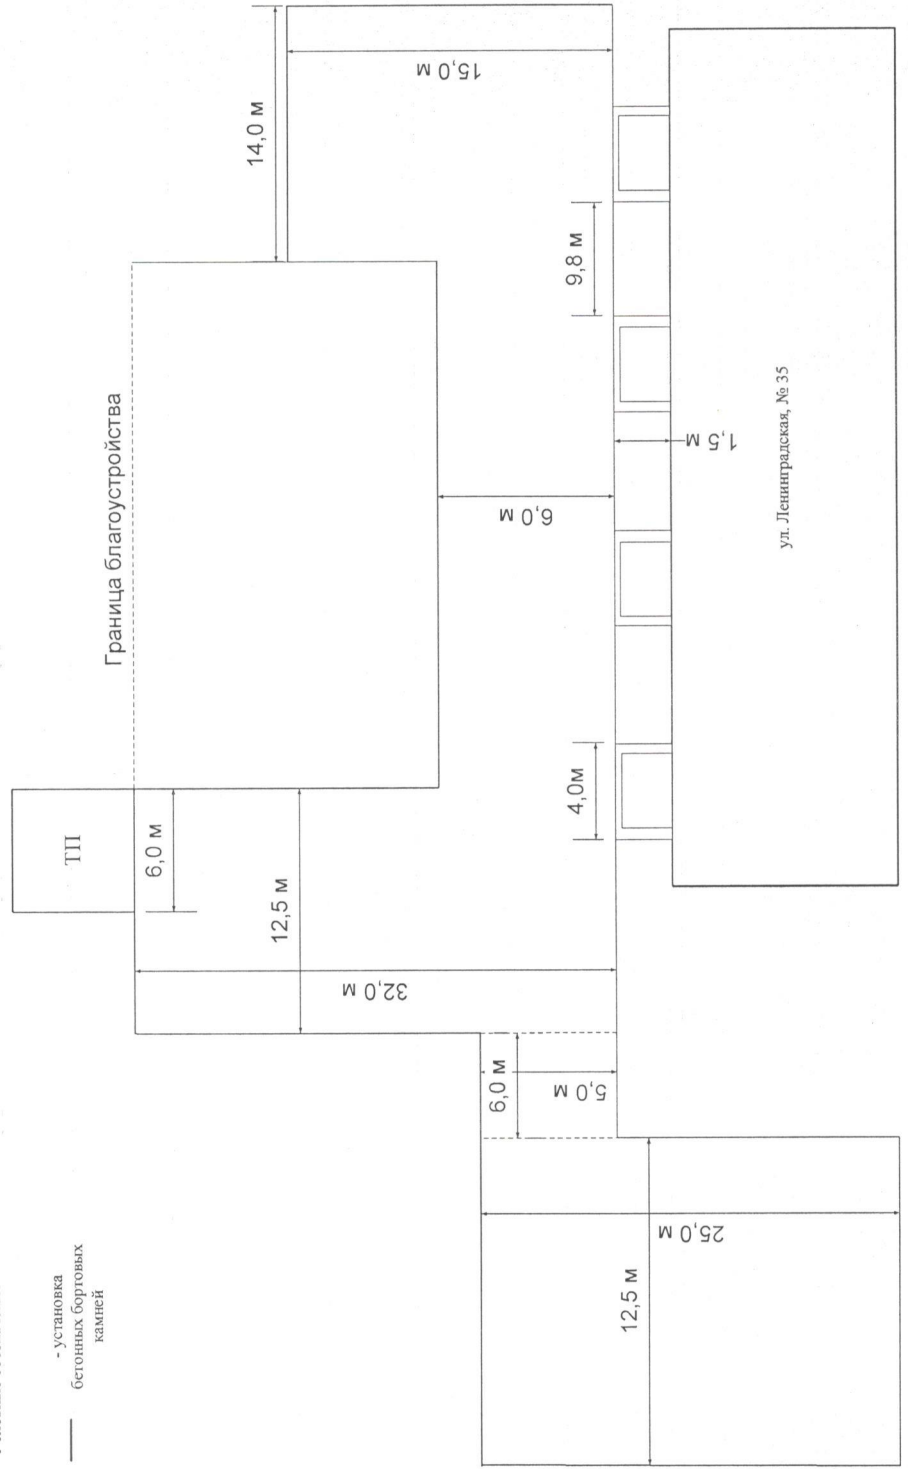 - установка
бетонных бортовых
камней
ТП
Граница благоустройства
6,0 м
12,5 м
32,0 м
14,0 м
15,0 м
6,0 м
9,8 м
4,0м
1,5 м
6,0 м
5,0 м
12,5 м
25,0 м
ул. Ленинградская, № 35